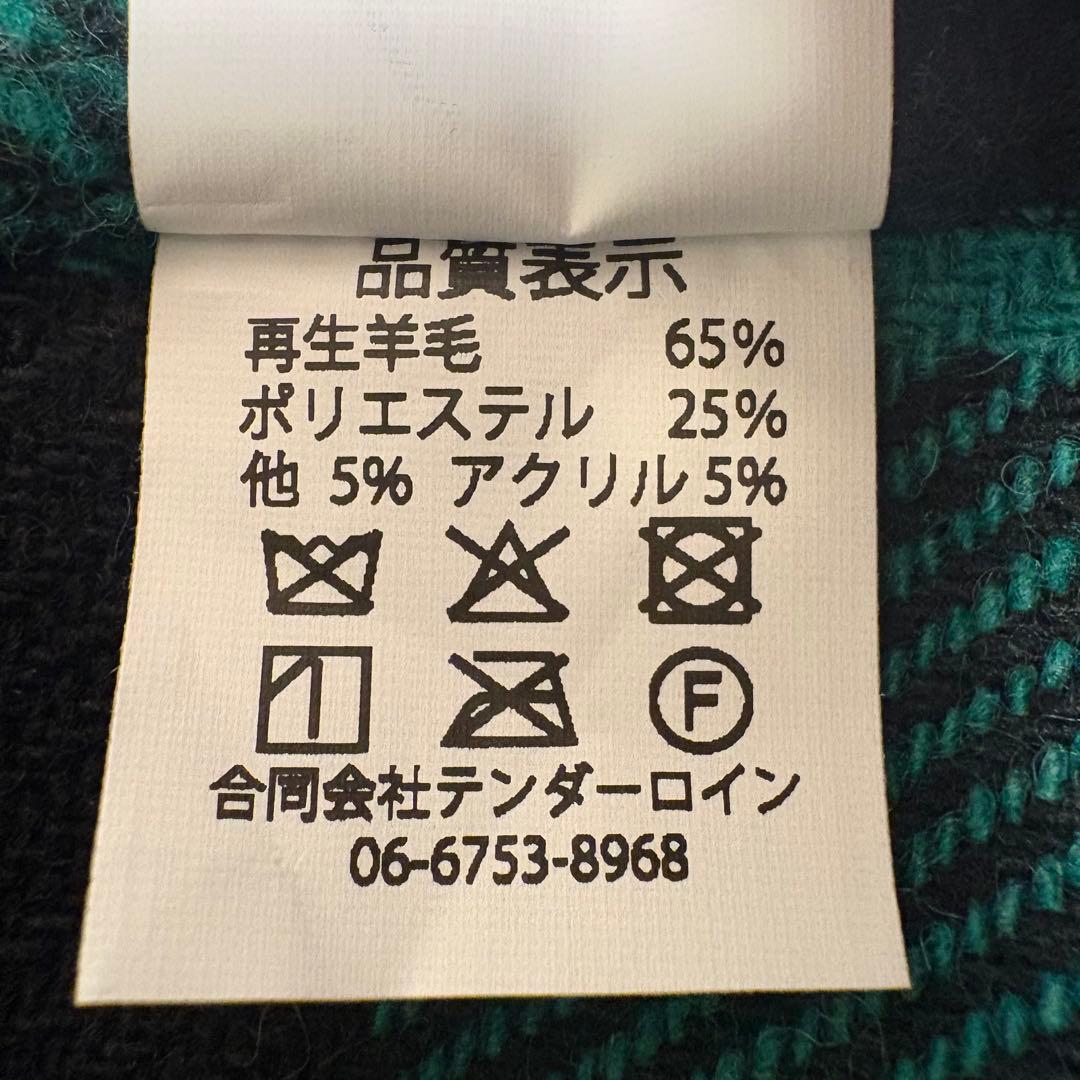 品質表示
再生羊毛 65%
ポリエステル 25%
他 5% アクリル 5%
F
合同会社テンダーロイン
06-6753-8968